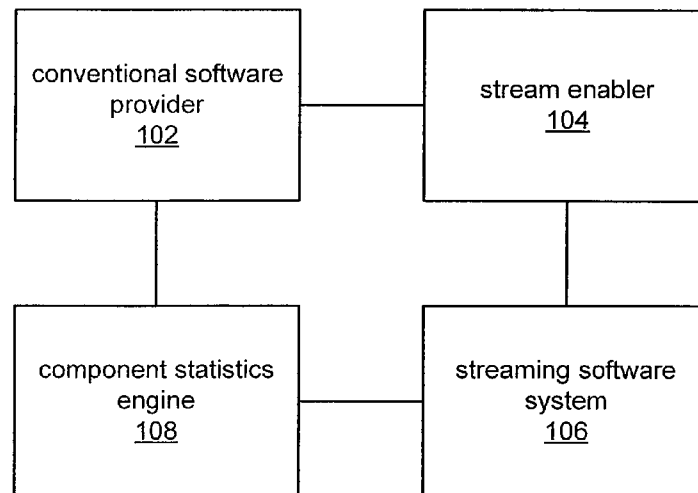 conventional software
provider
102
stream enabler
104
component statistics
engine
108
streaming software
system
106